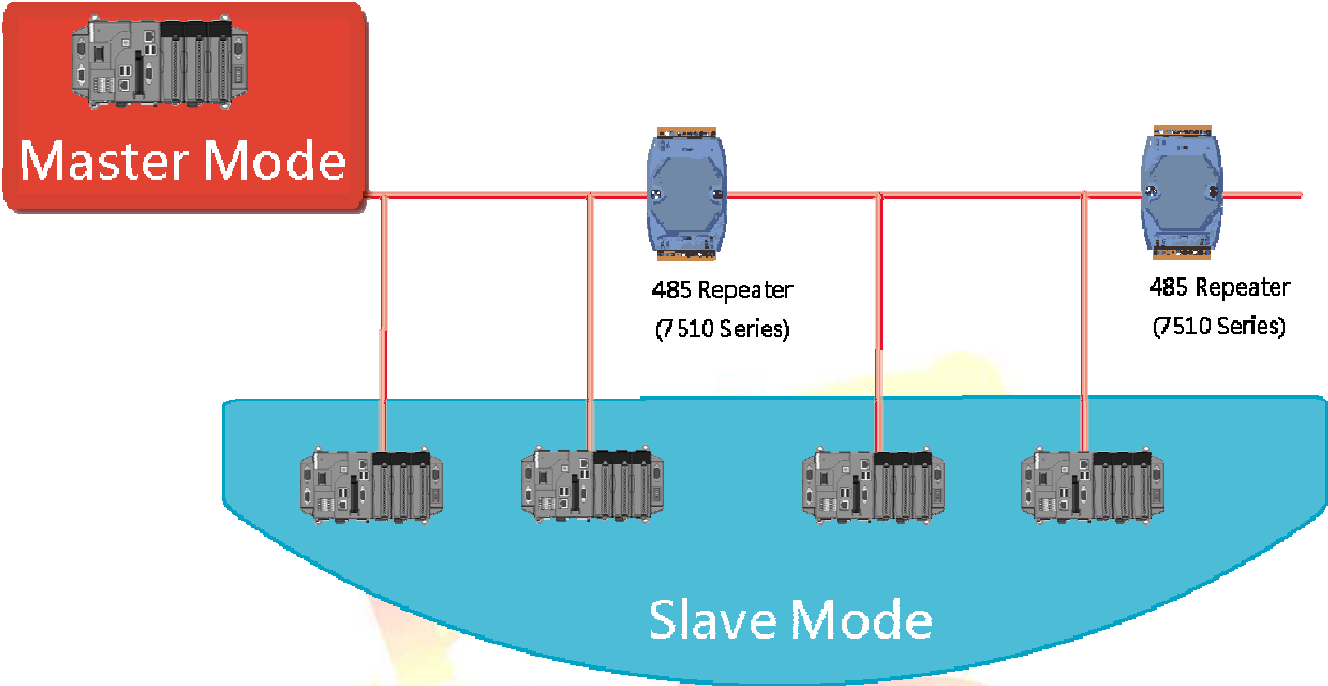 Master Mode
485 Repeater
(7510 Series)
485 Repeater
(7510 Series)
Slave Mode